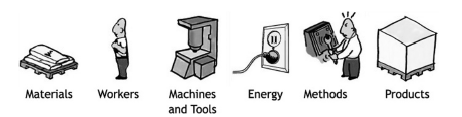 Materials
Workers
Machines
and Tools
Energy
Methods
Products